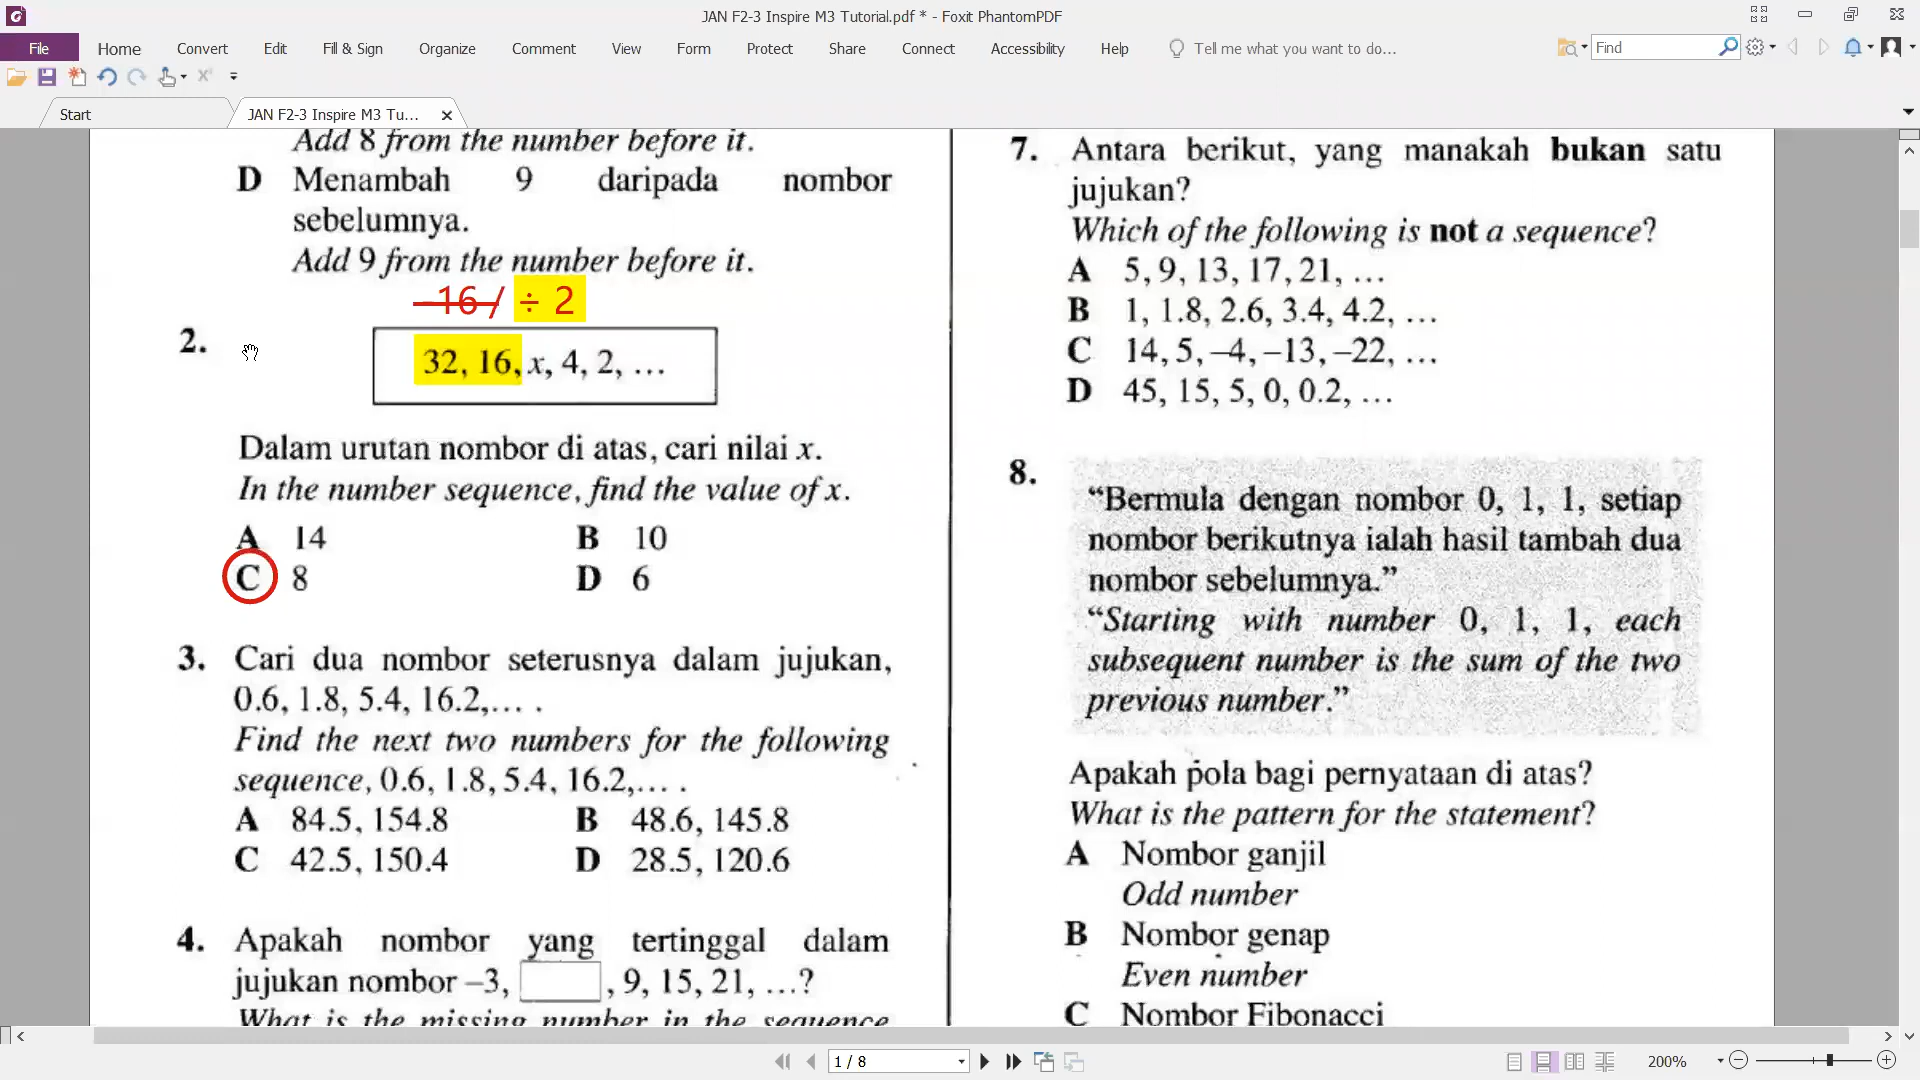 JAN F2-3 Inspire M3 Tutorial.pdf * - Foxit PhantomPDF
File Home Convert Edit Fill & Sign Organize Comment View Form Protect Share Connect Accessibility Help Tell me what you want to do... Find
Start JAN F2-3 Inspire M3 Tu...
Add 8 from the number before it.
D Menambah 9 daripada nombor
sebelumnya.
Add 9 from the number before it.
–16 / ÷ 2
2.
32, 16, x, 4, 2, …
Dalam urutan nombor di atas, cari nilai x.
In the number sequence, find the value of x.
A 14 B 10
C 8 D 6
3. Cari dua nombor seterusnya dalam jujukan,
0.6, 1.8, 5.4, 16.2,… .
Find the next two numbers for the following
sequence, 0.6, 1.8, 5.4, 16.2,… .
A 84.5, 154.8 B 48.6, 145.8
C 42.5, 150.4 D 28.5, 120.6
4. Apakah nombor yang tertinggal dalam
jujukan nombor –3, , 9, 15, 21, …?
What is the missing number in the sequence
7. Antara berikut, yang manakah bukan satu
jujukan?
Which of the following is not a sequence?
A 5, 9, 13, 17, 21, …
B 1, 1.8, 2.6, 3.4, 4.2, …
C 14, 5, –4, –13, –22, …
D 45, 15, 5, 0, 0.2, …
8.
“Bermula dengan nombor 0, 1, 1, setiap
nombor berikutnya ialah hasil tambah dua
nombor sebelumnya.”
“Starting with number 0, 1, 1, each
subsequent number is the sum of the two
previous number.”
Apakah pola bagi pernyataan di atas?
What is the pattern for the statement?
A Nombor ganjil
Odd number
B Nombor genap
Even number
C Nombor Fibonacci
1 / 8
200%